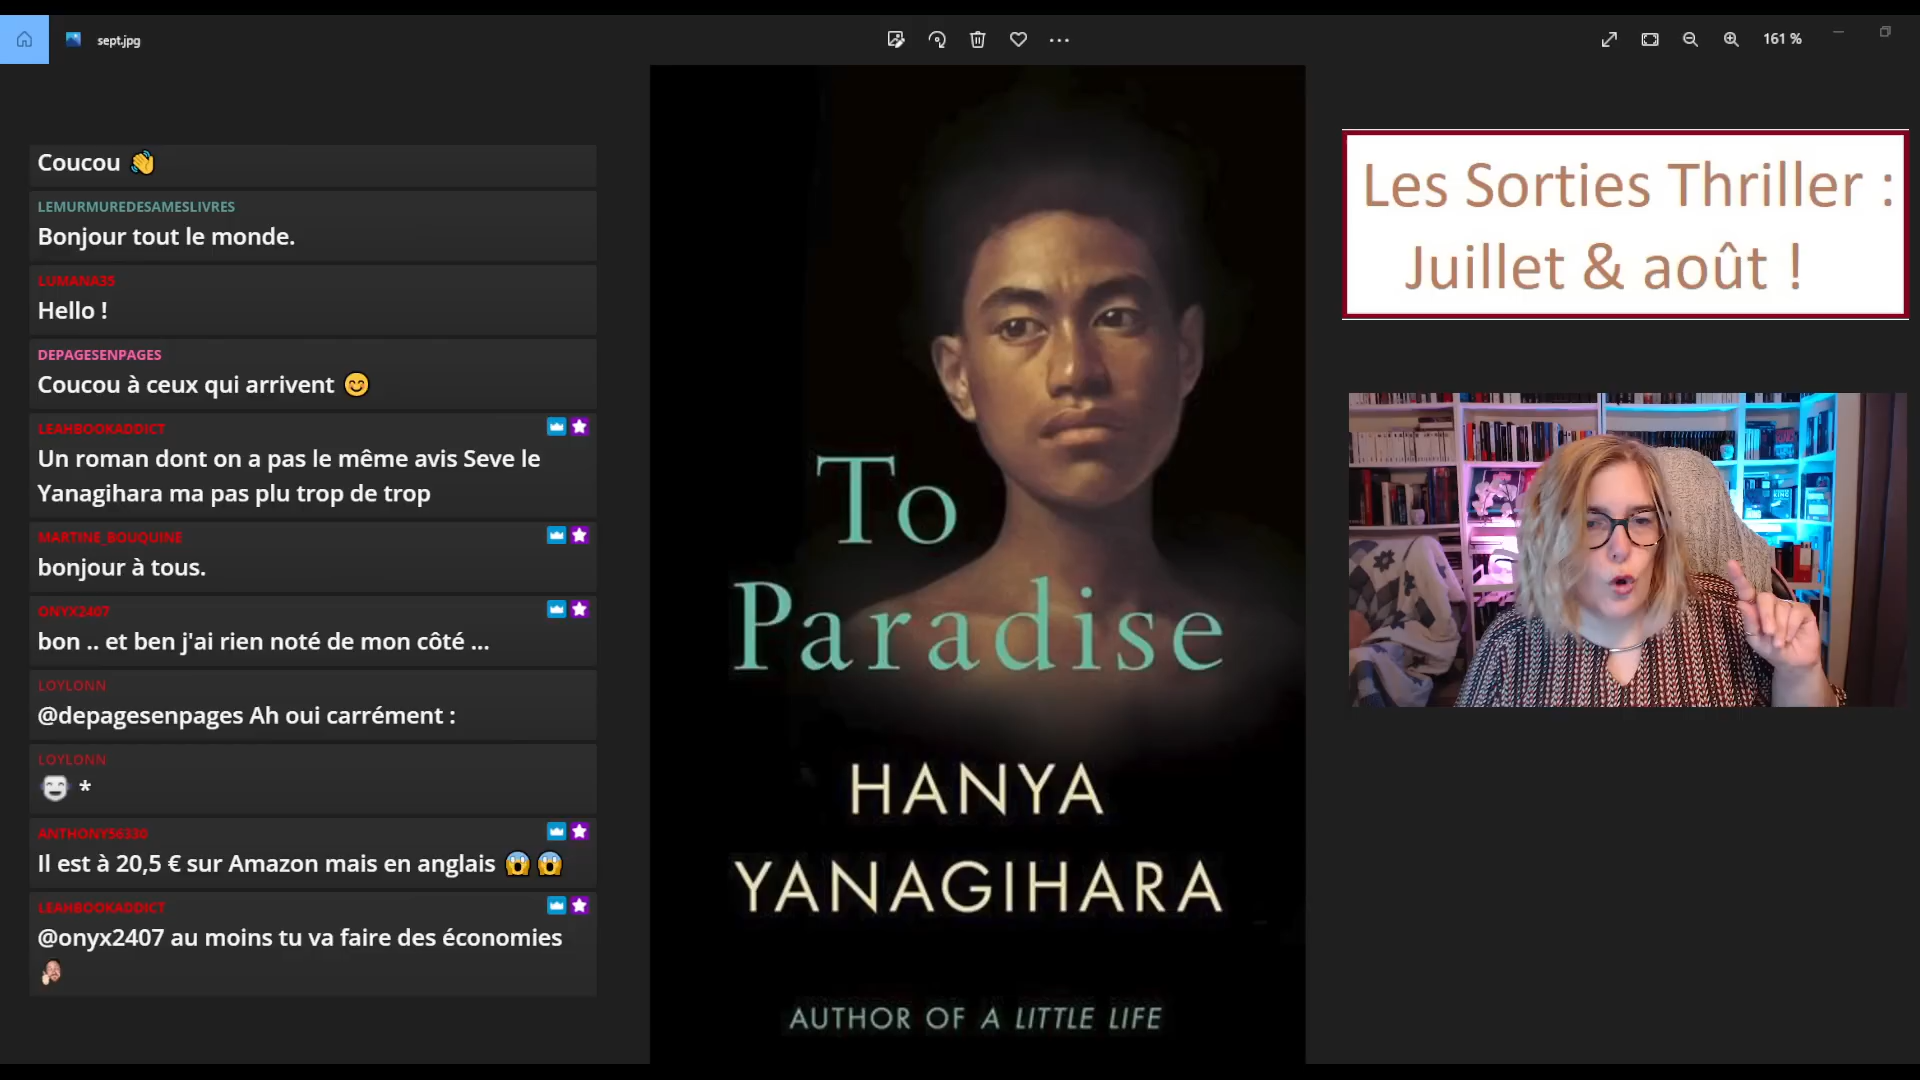 sept.jpg
161 %
Coucou 👋
LEMURMUREDESAMESLIVRES
Bonjour tout le monde.
LUMANA35
Hello !
DEPAGESENPAGES
Coucou à ceux qui arrivent 😊
LEAHBOOKADDICT
Un roman dont on a pas le même avis Seve le
Yanagihara ma pas plu trop de trop
MARTINE_BOUQUINE
bonjour à tous.
ONYX2407
bon .. et ben j'ai rien noté de mon côté ...
LOYLONN
@depagesenpages Ah oui carrément :
LOYLONN
*
ANTHONY56330
Il est à 20,5 € sur Amazon mais en anglais 😱 😱
LEAHBOOKADDICT
@onyx2407 au moins tu va faire des économies
To
Paradise
HANYA
YANAGIHARA
AUTHOR OF A LITTLE LIFE
Les Sorties Thriller :
Juillet & août !
KING